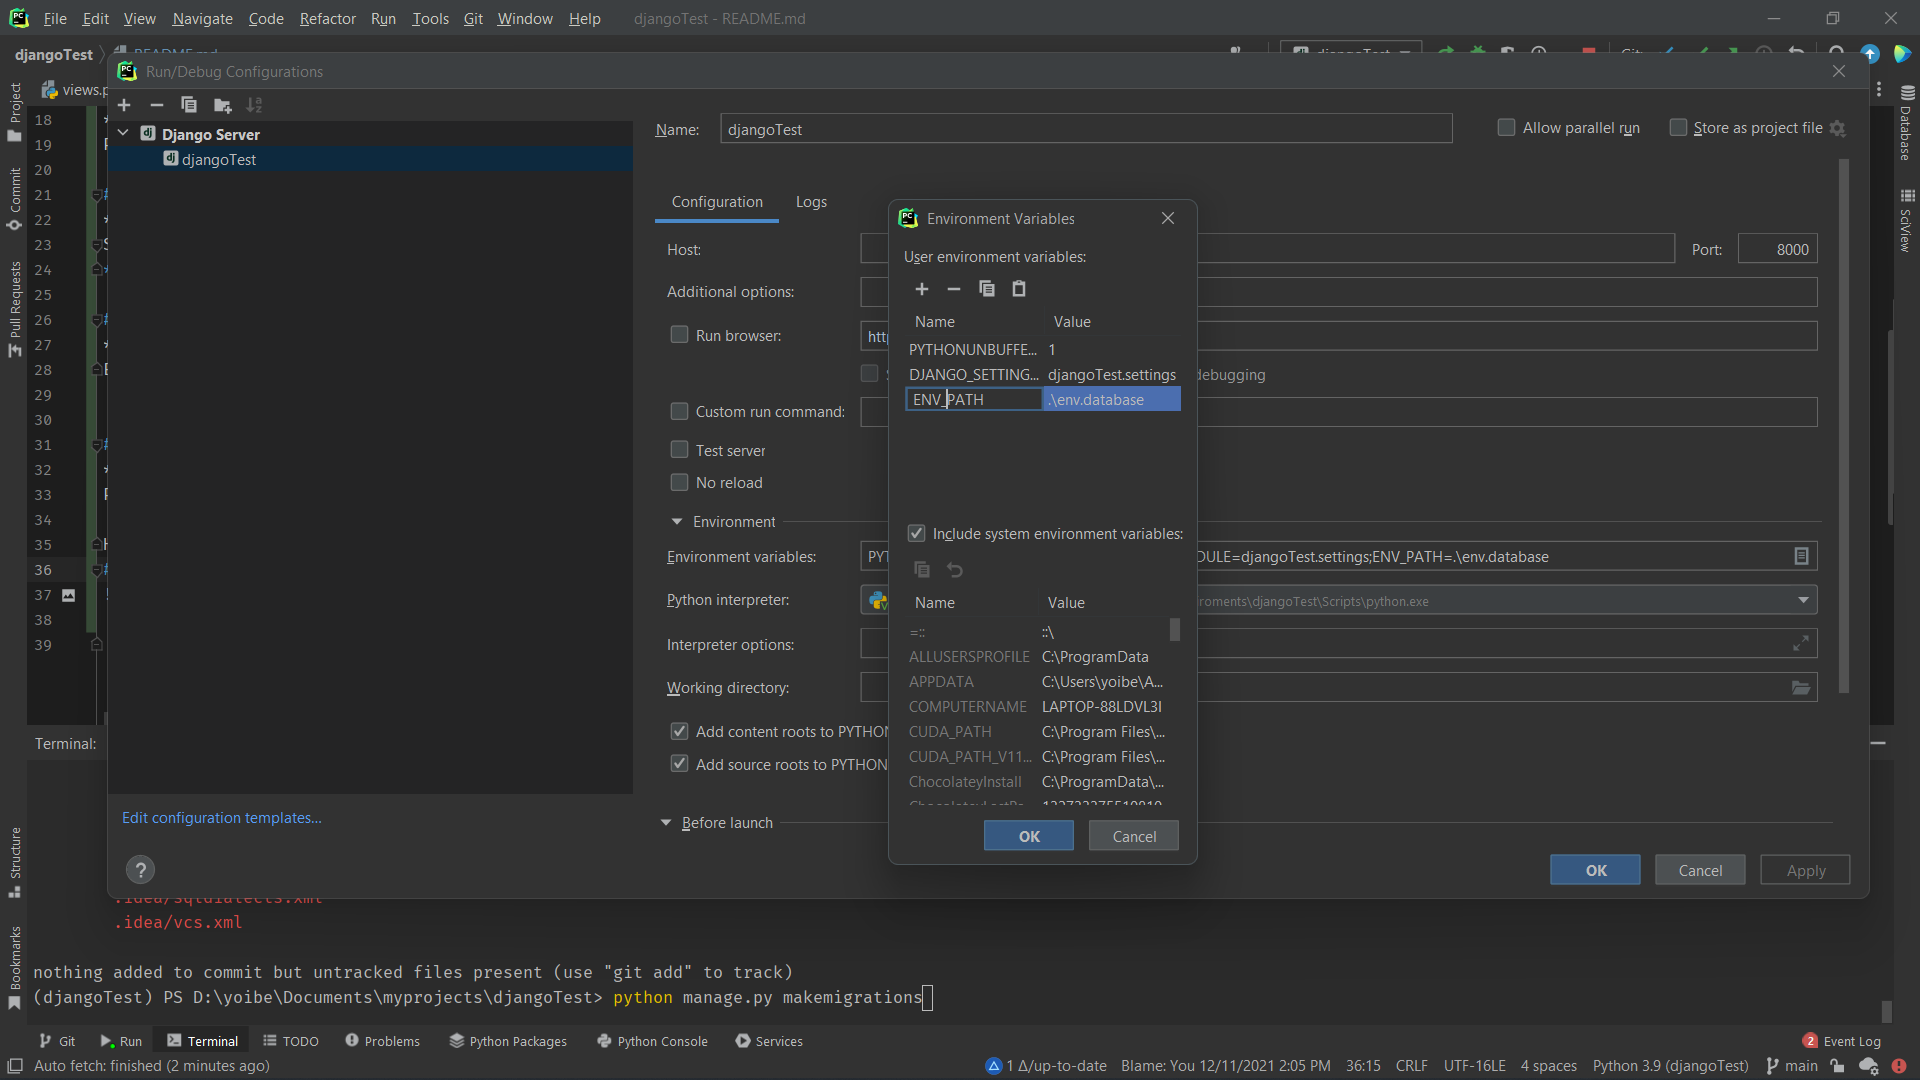 File Edit View Navigate Code Refactor Run Tools Git Window Help djangoTest - README.md
djangoTest README.md
Run/Debug Configurations
views.p
Project
Commit
Pull Requests
Structure
Bookmarks
Database
SciView
18
19
20
21
22
23
24
25
26
27
28
29
30
31
32
33
34
35
36
37
38
39
Django Server
djangoTest
Edit configuration templates...
Name: djangoTest
Allow parallel run
Store as project file
Configuration Logs
Host:
Port: 8000
Additional options:
Run browser: htt
debugging
Custom run command:
Test server
No reload
Environment
Environment variables: PYT DULE=djangoTest.settings;ENV_PATH=.\env.database
Python interpreter: roments\djangoTest\Scripts\python.exe
Interpreter options:
Working directory:
Add content roots to PYTHON
Add source roots to PYTHON
Before launch
OK Cancel Apply
Environment Variables
User environment variables:
Name Value
PYTHONUNBUFFE... 1
DJANGO_SETTING... djangoTest.settings
ENV_PATH .\env.database
Include system environment variables:
Name Value
=:: ::\
ALLUSERSPROFILE C:\ProgramData
APPDATA C:\Users\yoibe\A...
COMPUTERNAME LAPTOP-88LDVL3I
CUDA_PATH C:\Program Files\...
CUDA_PATH_V11... C:\Program Files\...
ChocolateyInstall C:\ProgramData\...
OK Cancel
Terminal:
.idea/sqldialects.xml
.idea/vcs.xml
nothing added to commit but untracked files present (use "git add" to track)
(djangoTest) PS D:\yoibe\Documents\myprojects\djangoTest> python manage.py makemigrations
Git Run Terminal TODO Problems Python Packages Python Console Services 2 Event Log
Auto fetch: finished (2 minutes ago) 1 Δ/up-to-date Blame: You 12/11/2021 2:05 PM 36:15 CRLF UTF-16LE 4 spaces Python 3.9 (djangoTest) main